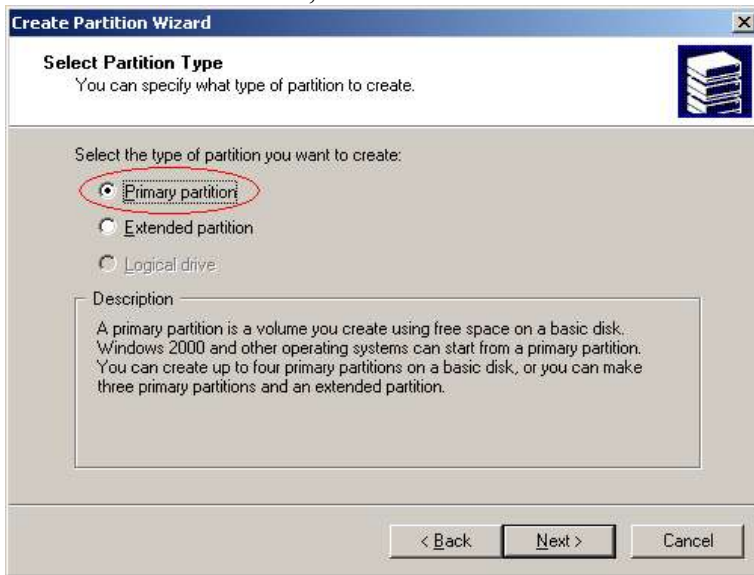 Create Partition Wizard
Select Partition Type
You can specify what type of partition to create.
Select the type of partition you want to create:
Primary partition
Extended partition
Logical drive
Description
A primary partition is a volume you create using free space on a basic disk.
Windows 2000 and other operating systems can start from a primary partition.
You can create up to four primary partitions on a basic disk, or you can make
three primary partitions and an extended partition.
< Back Next > Cancel